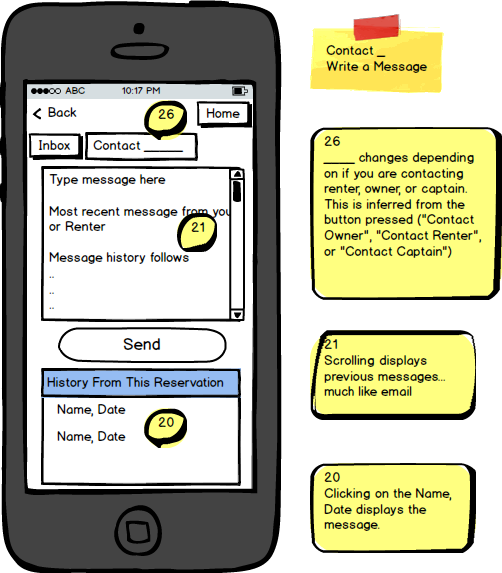 ABC 10:17 PM
Back 26 Home
Inbox Contact _____
Type message here
Most recent message from you
or Renter
21
Message history follows
..
..
..
Send
History From This Reservation
Name, Date
Name, Date
20
Contact _
Write a Message
26
____ changes depending
on if you are contacting
renter, owner, or captain.
This is inferred from the
button pressed ("Contact
Owner", "Contact Renter",
or "Contact Captain")
21
Scrolling displays
previous messages...
much like email
20
Clicking on the Name,
Date displays the
message.